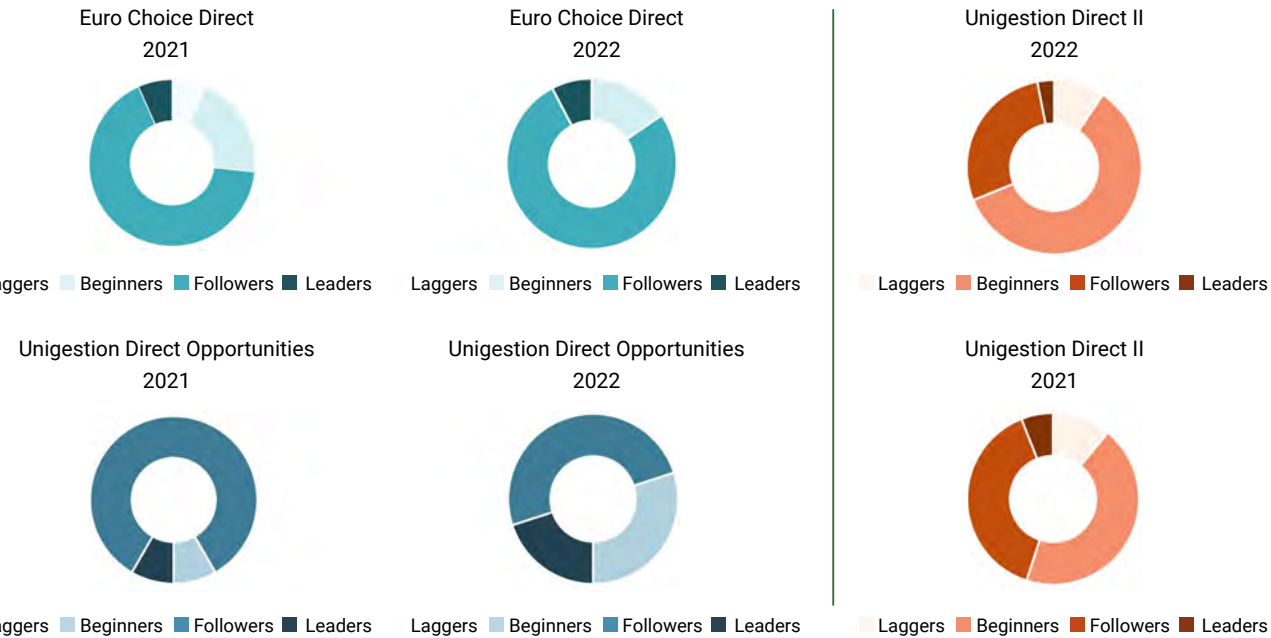 Euro Choice Direct
2021
Euro Choice Direct
2022
Unigestion Direct II
2022
aggers Beginners Followers Leaders
Laggers Beginners Followers Leaders
Laggers Beginners Followers Leaders
Unigestion Direct Opportunities
2021
Unigestion Direct Opportunities
2022
Unigestion Direct II
2021
aggers Beginners Followers Leaders
Laggers Beginners Followers Leaders
Laggers Beginners Followers Leaders